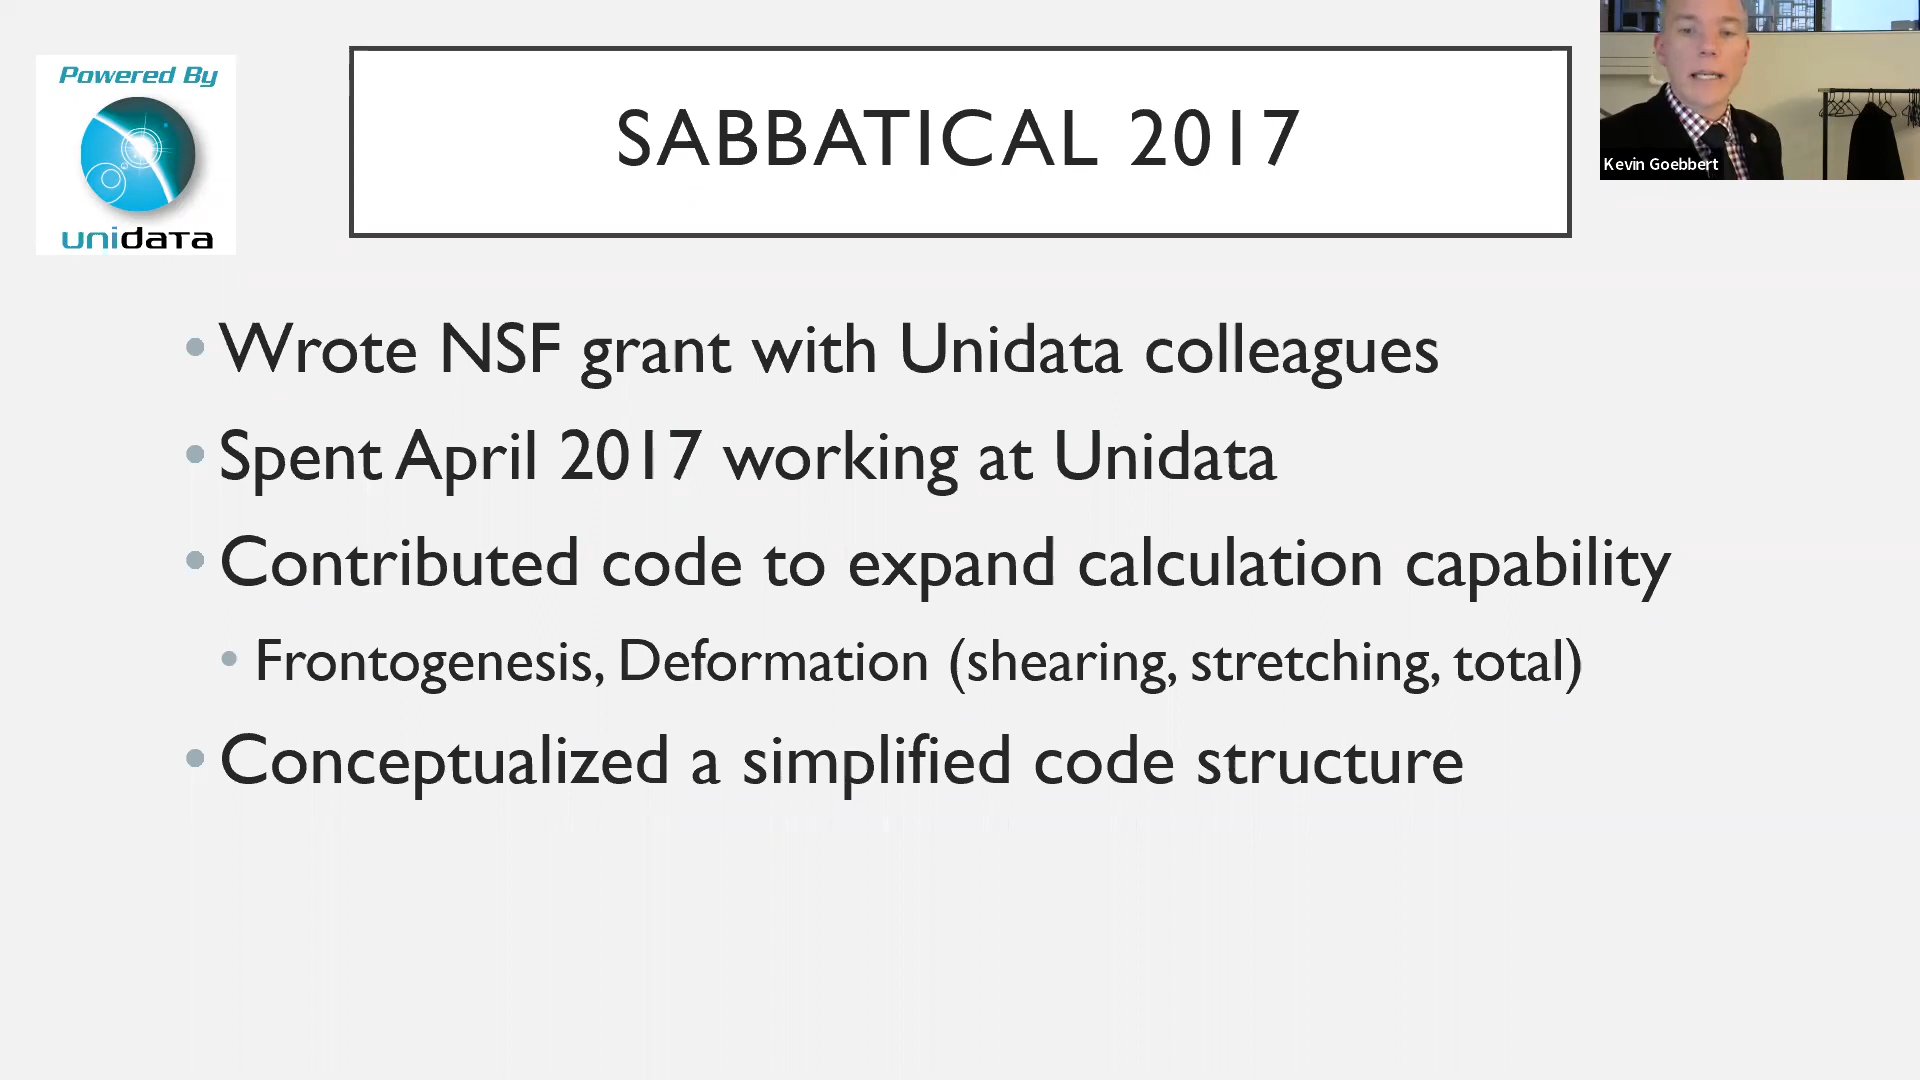 Powered By
unidata
SABBATICAL 2017
Kevin Goebbert
• Wrote NSF grant with Unidata colleagues
• Spent April 2017 working at Unidata
• Contributed code to expand calculation capability
• Frontogenesis, Deformation (shearing, stretching, total)
• Conceptualized a simplified code structure